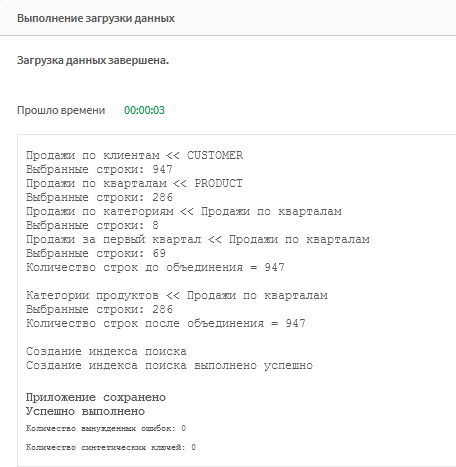 Выполнение загрузки данных
Загрузка данных завершена.
Прошло времени 00:00:03
Продажи по клиентам << CUSTOMER
Выбранные строки: 947
Продажи по кварталам << PRODUCT
Выбранные строки: 286
Продажи по категориям << Продажи по кварталам
Выбранные строки: 8
Продажи за первый квартал << Продажи по кварталам
Выбранные строки: 69
Количество строк до объединения = 947
Категории продуктов << Продажи по кварталам
Выбранные строки: 286
Количество строк после объединения = 947
Создание индекса поиска
Создание индекса поиска выполнено успешно
Приложение сохранено
Успешно выполнено
Количество вынужденных ошибок: 0
Количество синтетических ключей: 0